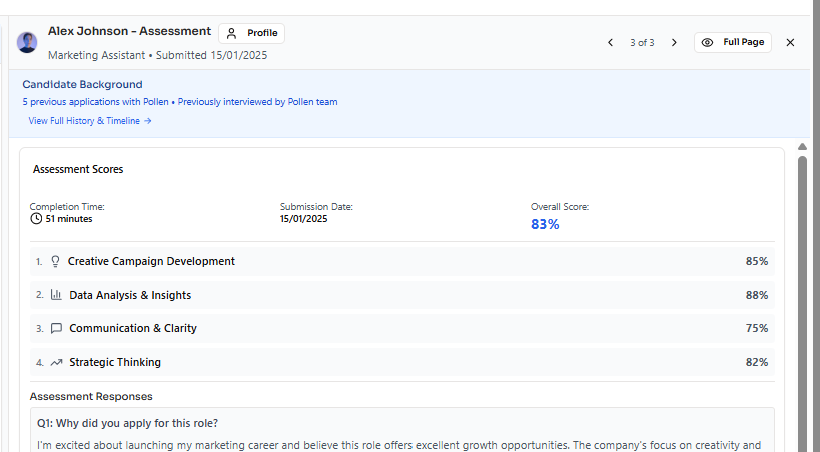 Alex Johnson - Assessment
Profile
Marketing Assistant • Submitted 15/01/2025
3 of 3
Full Page
Candidate Background
5 previous applications with Pollen • Previously interviewed by Pollen team
View Full History & Timeline →
Assessment Scores
Completion Time:
51 minutes
Submission Date:
15/01/2025
Overall Score:
83%
1. Creative Campaign Development 85%
2. Data Analysis & Insights 88%
3. Communication & Clarity 75%
4. Strategic Thinking 82%
Assessment Responses
Q1: Why did you apply for this role?
I'm excited about launching my marketing career and believe this role offers excellent growth opportunities. The company's focus on creativity and